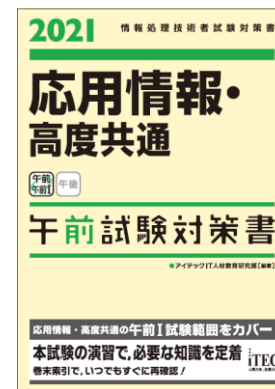 2021 情報処理技術者試験対策書
応用情報・
高度共通
午前
午前Ⅰ
午後
午前試験対策書
●アイテックIT人材教育研究部[編著]
応用情報・高度共通の午前Ⅰ試験範囲をカバー
本試験の演習で,必要な知識を定着
巻末索引で,いつでもすぐに再確認!
iTEC